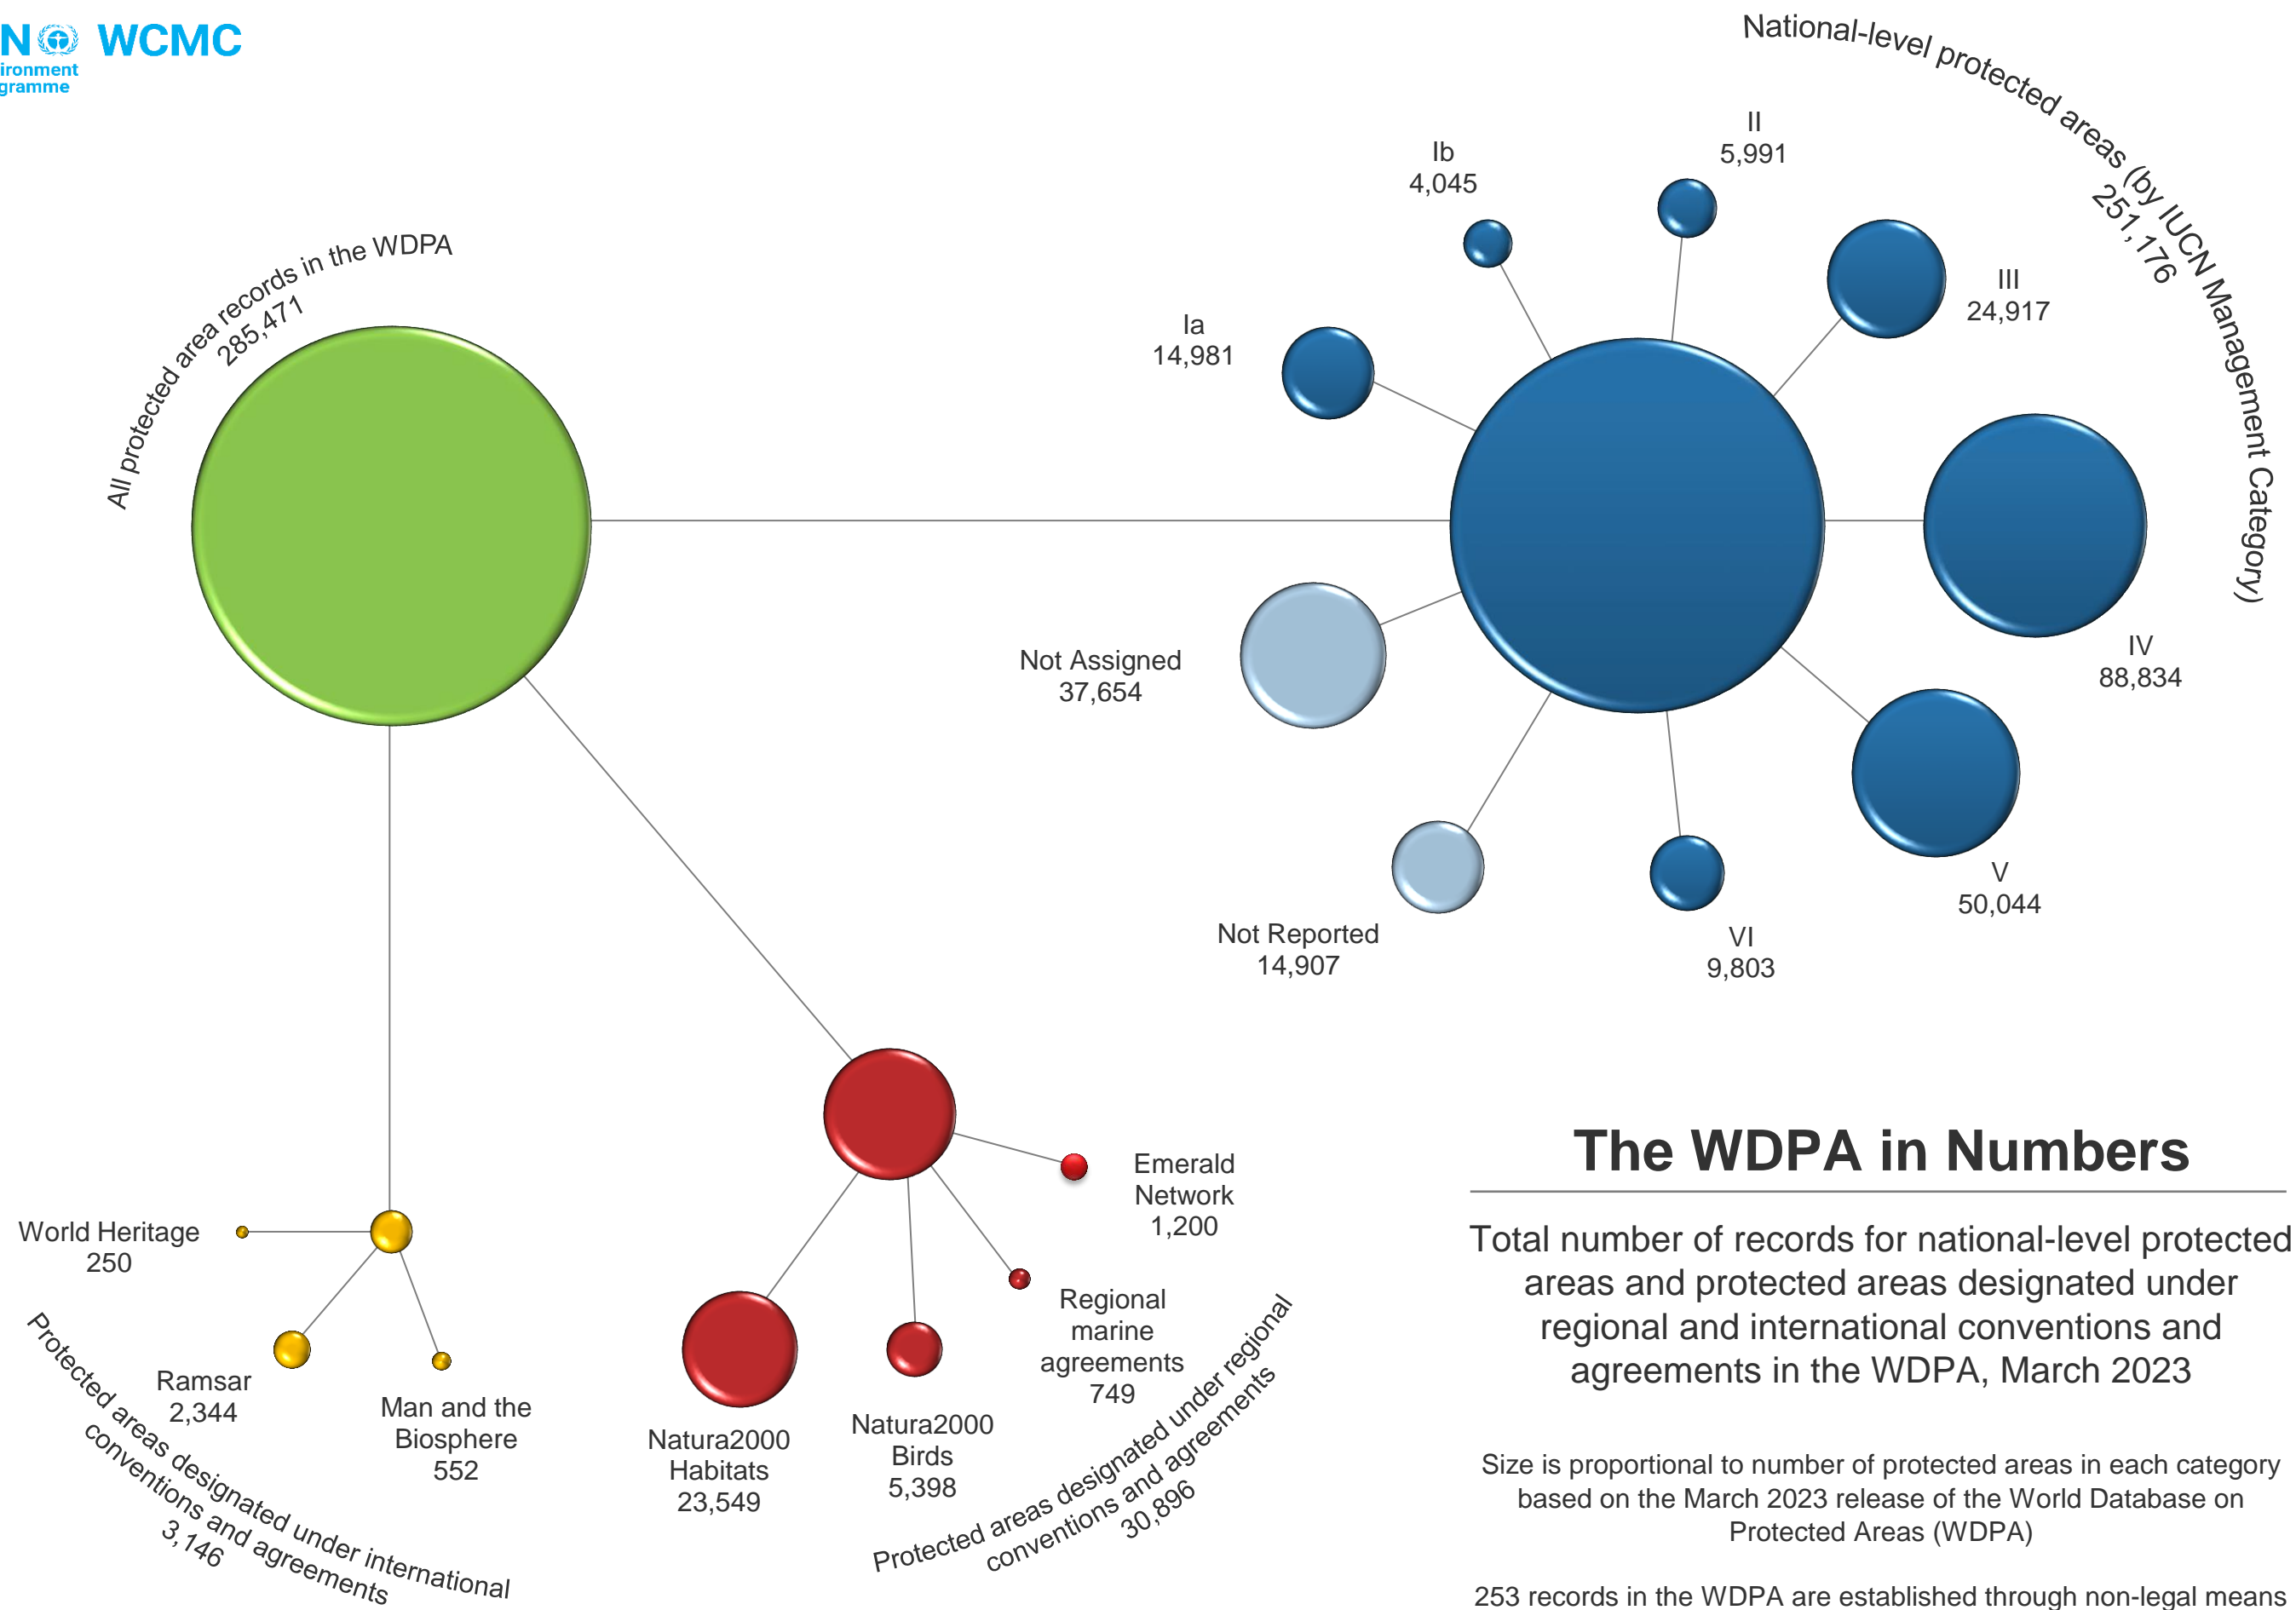 WCMC
All protected area records in the WDPA
285,471
National-level protected areas (by IUCN Management Category)
251,176
Ia
14,981
Ib
4,045
II
5,991
III
24,917
IV
88,834
V
50,044
VI
9,803
Not Reported
14,907
Not Assigned
37,654
World Heritage
250
Ramsar
2,344
Man and the
Biosphere
552
Protected areas designated under international
conventions and agreements
3,146
Natura2000
Habitats
23,549
Natura2000
Birds
5,398
Regional
marine
agreements
749
Emerald
Network
1,200
Protected areas designated under regional
conventions and agreements
30,896
The WDPA in Numbers
Total number of records for national-level protected
areas and protected areas designated under
regional and international conventions and
agreements in the WDPA, March 2023
Size is proportional to number of protected areas in each category
based on the March 2023 release of the World Database on
Protected Areas (WDPA)
253 records in the WDPA are established through non-legal means